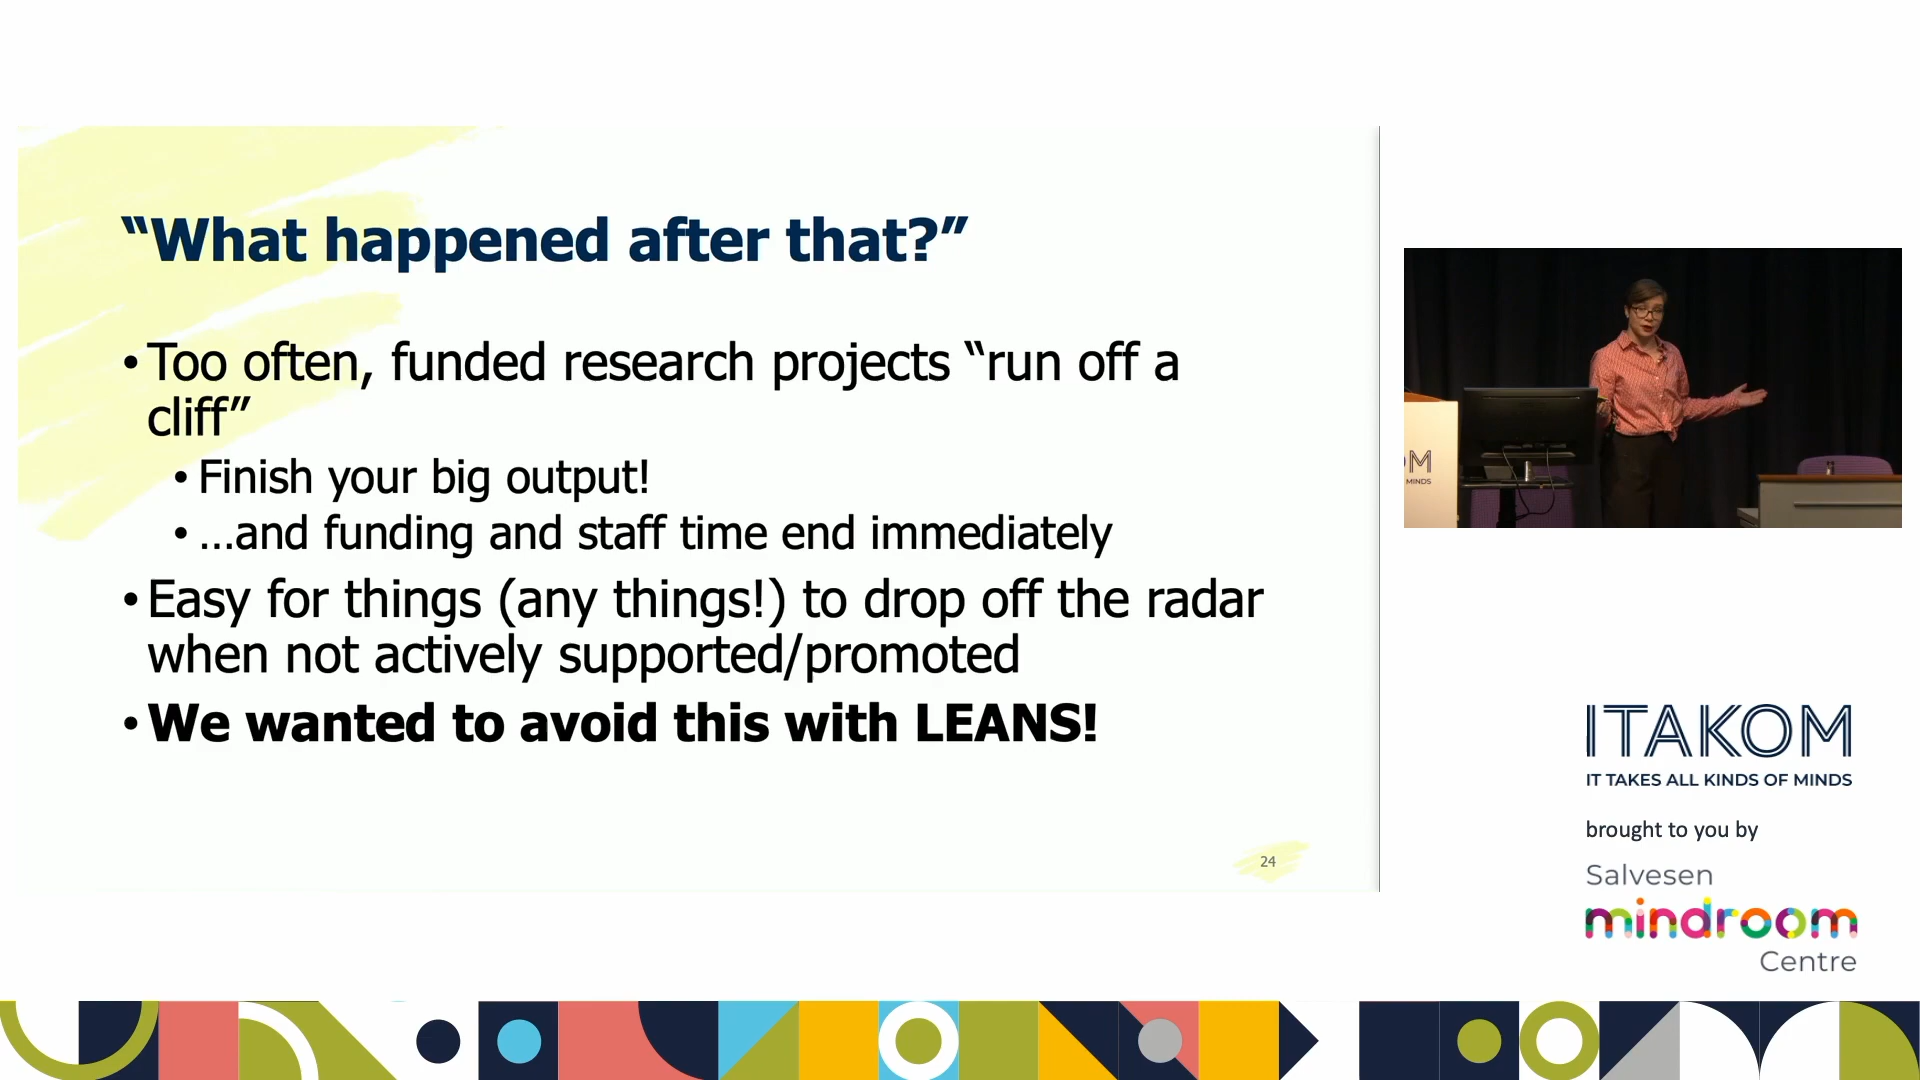 “What happened after that?”
•Too often, funded research projects “run off a
cliff”
•Finish your big output!
•...and funding and staff time end immediately
•Easy for things (any things!) to drop off the radar
when not actively supported/promoted
•We wanted to avoid this with LEANS!
24
OM
MINDS
ITAKOM
IT TAKES ALL KINDS OF MINDS
brought to you by
Salvesen
mindroom
Centre